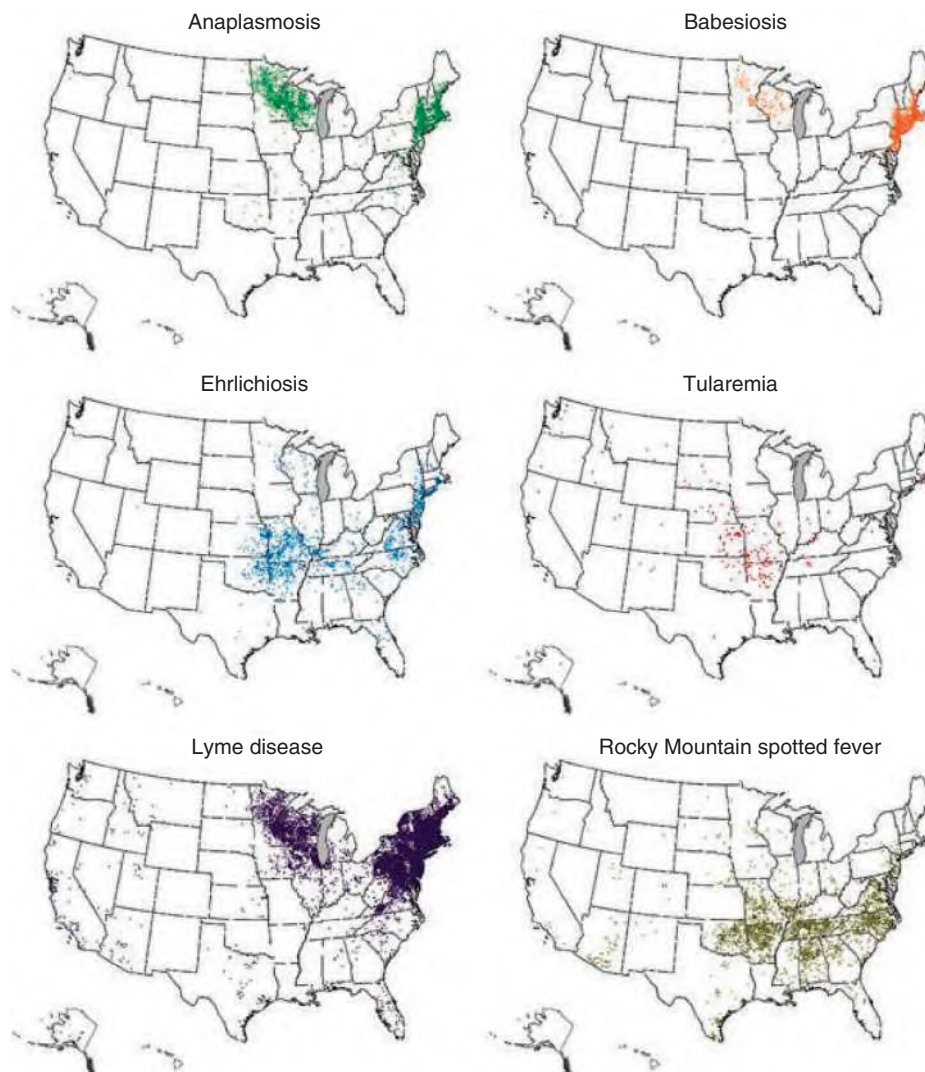 Anaplasmosis
Babesiosis
Ehrlichiosis
Tularemia
Lyme disease
Rocky Mountain spotted fever